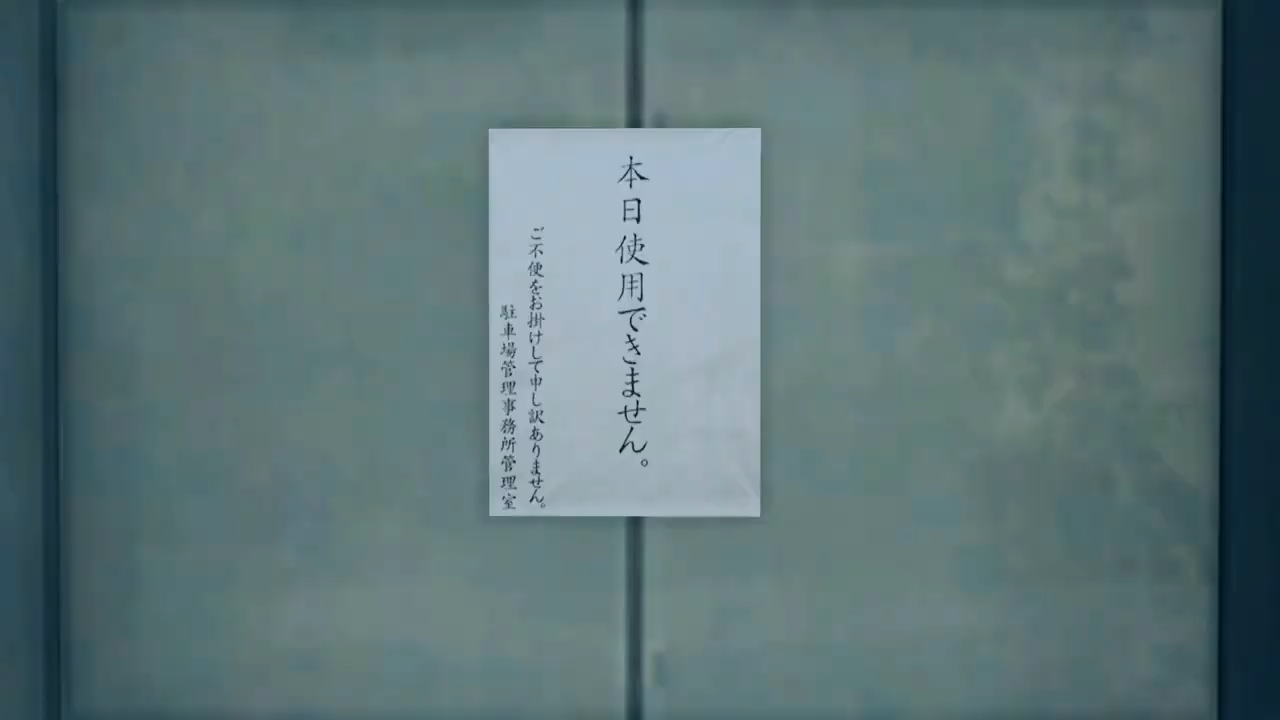 本日使用できません。
ご不便をお掛けして申し訳ありません。
駐車場管理事務所管理室